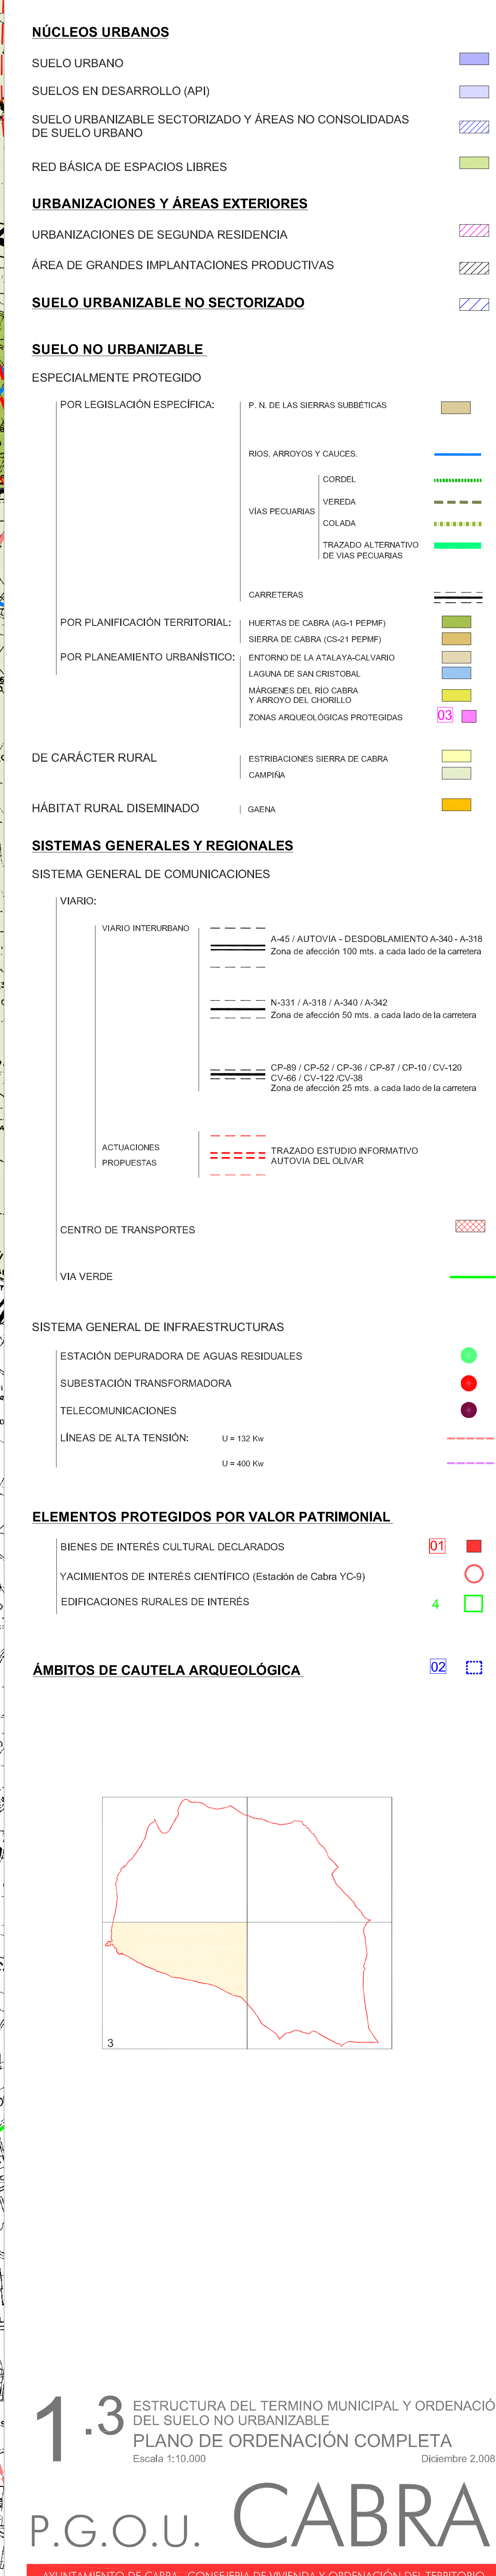 NÚCLEOS URBANOS
SUELO URBANO
SUELOS EN DESARROLLO (API)
SUELO URBANIZABLE SECTORIZADO Y ÁREAS NO CONSOLIDADAS
DE SUELO URBANO
RED BÁSICA DE ESPACIOS LIBRES
URBANIZACIONES Y ÁREAS EXTERIORES
URBANIZACIONES DE SEGUNDA RESIDENCIA
ÁREA DE GRANDES IMPLANTACIONES PRODUCTIVAS
SUELO URBANIZABLE NO SECTORIZADO
SUELO NO URBANIZABLE
ESPECIALMENTE PROTEGIDO
POR LEGISLACIÓN ESPECÍFICA:
P. N. DE LAS SIERRAS SUBBÉTICAS
RIOS, ARROYOS Y CAUCES.
VÍAS PECUARIAS
CORDEL
VEREDA
COLADA
TRAZADO ALTERNATIVO
DE VIAS PECUARIAS
CARRETERAS
POR PLANIFICACIÓN TERRITORIAL:
HUERTAS DE CABRA (AG-1 PEPMF)
SIERRA DE CABRA (CS-21 PEPMF)
POR PLANEAMIENTO URBANÍSTICO:
ENTORNO DE LA ATALAYA-CALVARIO
LAGUNA DE SAN CRISTOBAL
MÁRGENES DEL RÍO CABRA
Y ARROYO DEL CHORILLO
ZONAS ARQUEOLÓGICAS PROTEGIDAS 03
DE CARÁCTER RURAL
ESTRIBACIONES SIERRA DE CABRA
CAMPIÑA
HÁBITAT RURAL DISEMINADO
GAENA
SISTEMAS GENERALES Y REGIONALES
SISTEMA GENERAL DE COMUNICACIONES
VIARIO:
VIARIO INTERURBANO
A-45 / AUTOVIA - DESDOBLAMIENTO A-340 - A-318
Zona de afección 100 mts. a cada lado de la carretera
N-331 / A-318 / A-340 / A-342
Zona de afección 50 mts. a cada lado de la carretera
CP-89 / CP-52 / CP-36 / CP-87 / CP-10 / CV-120
CV-66 / CV-122 /CV-38
Zona de afección 25 mts. a cada lado de la carretera
ACTUACIONES
PROPUESTAS
TRAZADO ESTUDIO INFORMATIVO
AUTOVIA DEL OLIVAR
CENTRO DE TRANSPORTES
VIA VERDE
SISTEMA GENERAL DE INFRAESTRUCTURAS
ESTACIÓN DEPURADORA DE AGUAS RESIDUALES
SUBESTACIÓN TRANSFORMADORA
TELECOMUNICACIONES
LÍNEAS DE ALTA TENSIÓN: U = 132 Kw
U = 400 Kw
ELEMENTOS PROTEGIDOS POR VALOR PATRIMONIAL
BIENES DE INTERÉS CULTURAL DECLARADOS 01
YACIMIENTOS DE INTERÉS CIENTÍFICO (Estación de Cabra YC-9)
EDIFICACIONES RURALES DE INTERÉS 4
ÁMBITOS DE CAUTELA ARQUEOLÓGICA 02
3
1.3
ESTRUCTURA DEL TERMINO MUNICIPAL Y ORDENACIÓ
DEL SUELO NO URBANIZABLE
PLANO DE ORDENACIÓN COMPLETA
Escala 1:10,000 Diciembre 2,008
P.G.O.U. CABRA
AYUNTAMIENTO DE CABRA - CONSEJERIA DE VIVIENDA Y ORDENACIÓN DEL TERRITORIO